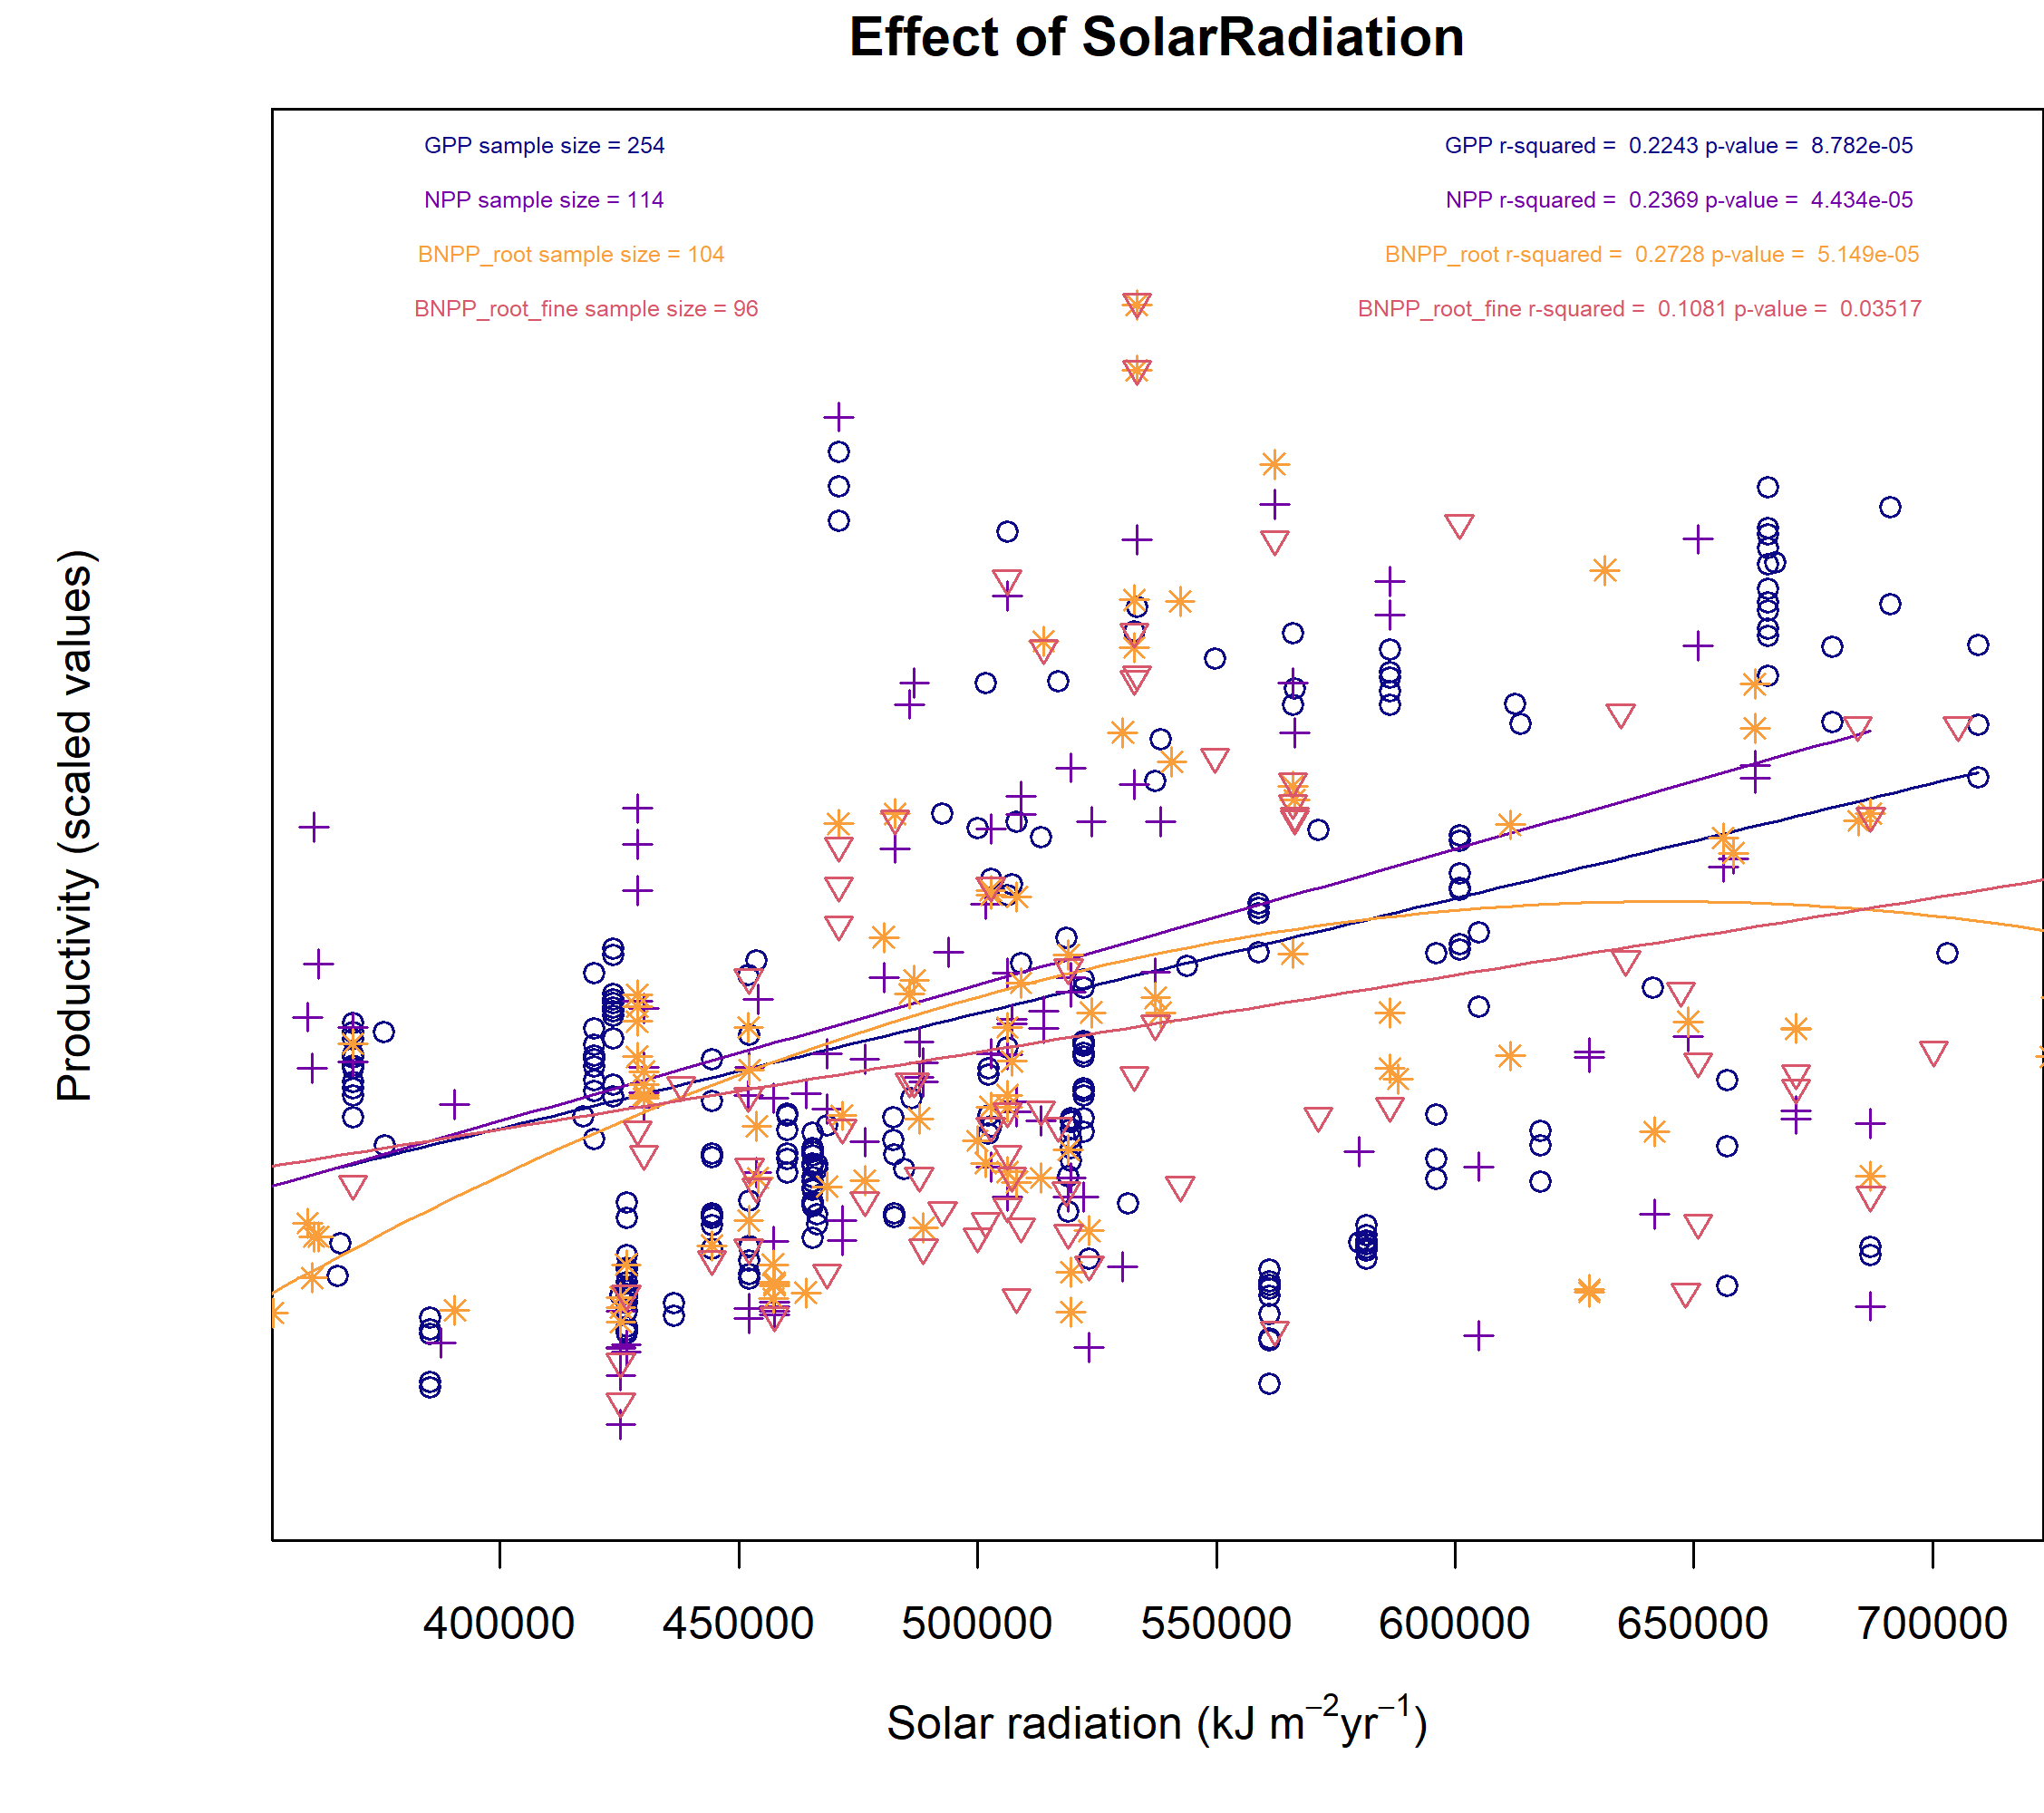 Effect of SolarRadiation
GPP sample size = 254
NPP sample size = 114
BNPP_root sample size = 104
BNPP_root_fine sample size = 96
GPP r-squared = 0.2243 p-value = 8.782e-05
NPP r-squared = 0.2369 p-value = 4.434e-05
BNPP_root r-squared = 0.2728 p-value = 5.149e-05
BNPP_root_fine r-squared = 0.1081 p-value = 0.03517
Productivity (scaled values)
400000 450000 500000 550000 600000 650000 700000
Solar radiation (kJ m⁻²yr⁻¹)